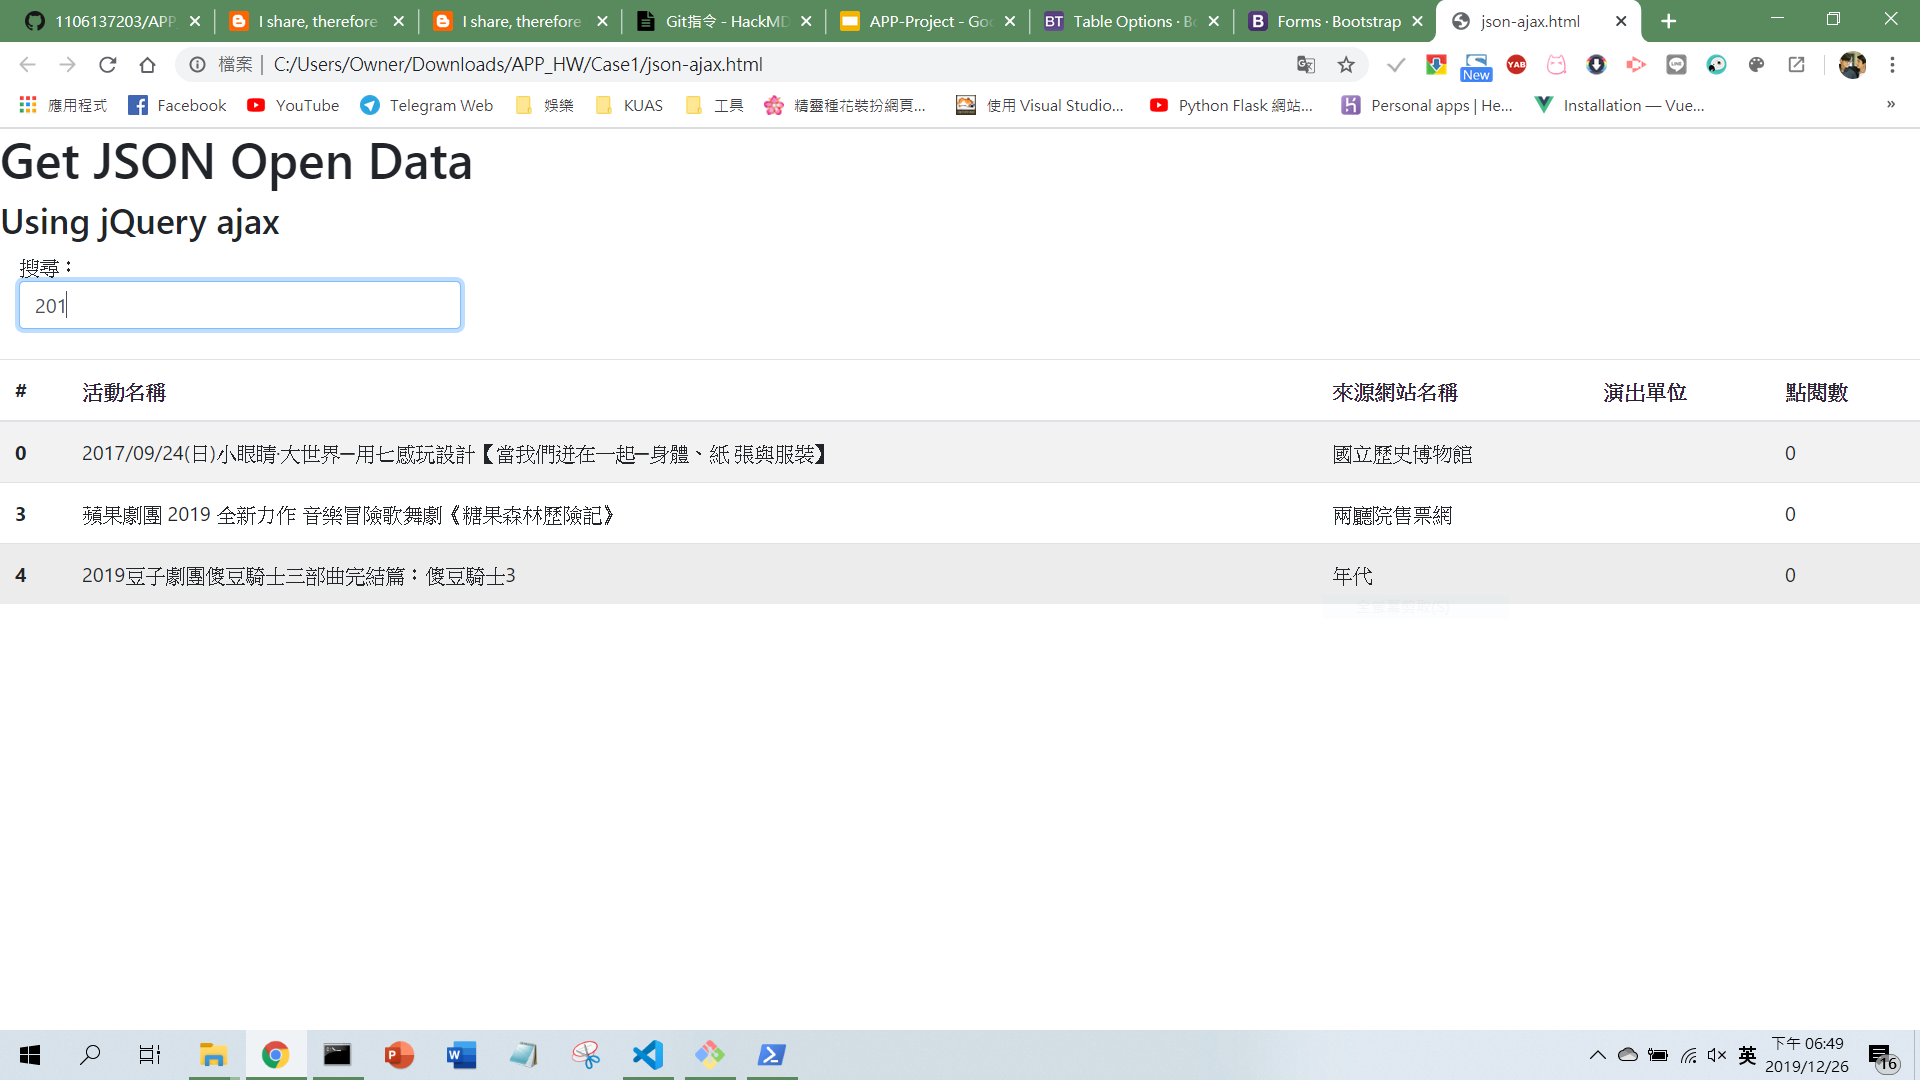 1106137203/APP_
I share, therefore
I share, therefore
Git指令 - HackMD
APP-Project - Goo
BT Table Options · Bo
B Forms · Bootstrap
json-ajax.html
檔案 | C:/Users/Owner/Downloads/APP_HW/Case1/json-ajax.html
New
YAB
應用程式
Facebook
YouTube
Telegram Web
娛樂
KUAS
工具
精靈種花裝扮網頁...
使用 Visual Studio...
Python Flask 網站...
Personal apps | He...
Installation — Vue...
»
Get JSON Open Data
Using jQuery ajax
搜尋：
201
# 活動名稱 來源網站名稱 演出單位 點閱數
0 2017/09/24(日)小眼睛·大世界─用七感玩設計【當我們迸在一起─身體、紙 張與服裝】 國立歷史博物館 0
3 蘋果劇團 2019 全新力作 音樂冒險歌舞劇《糖果森林歷險記》 兩廳院售票網 0
4 2019豆子劇團傻豆騎士三部曲完結篇：傻豆騎士3 年代 0
英
下午 06:49
2019/12/26
16